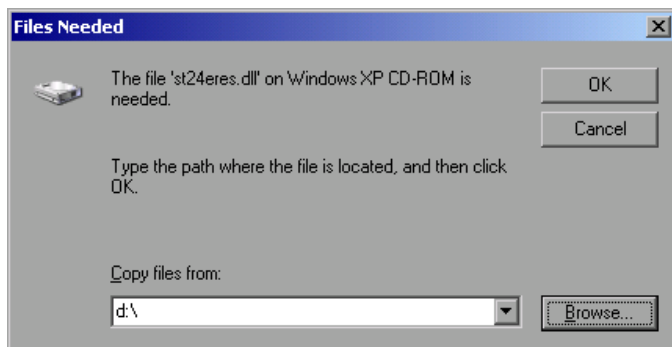 Files Needed
The file 'st24eres.dll' on Windows XP CD-ROM is
needed.
OK
Cancel
Type the path where the file is located, and then click
OK.
Copy files from:
d:\
Browse...